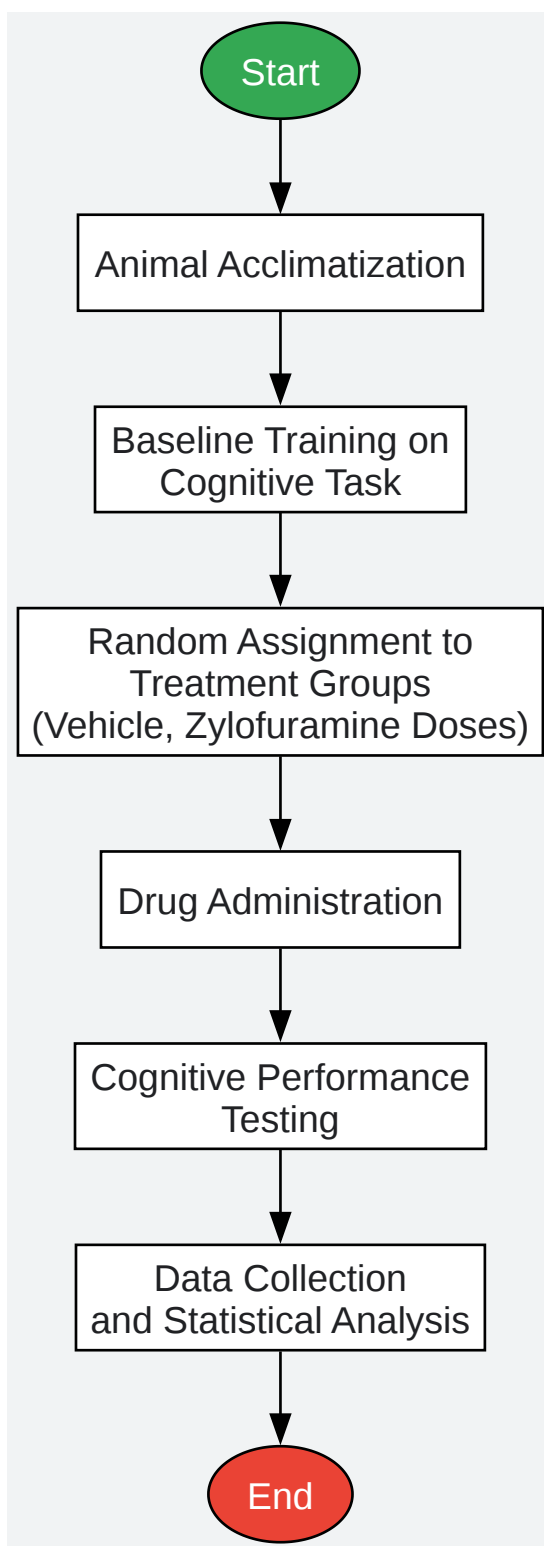 Start
Animal Acclimatization
Baseline Training on
Cognitive Task
Random Assignment to
Treatment Groups
(Vehicle, Zylofuramine Doses)
Drug Administration
Cognitive Performance
Testing
Data Collection
and Statistical Analysis
End